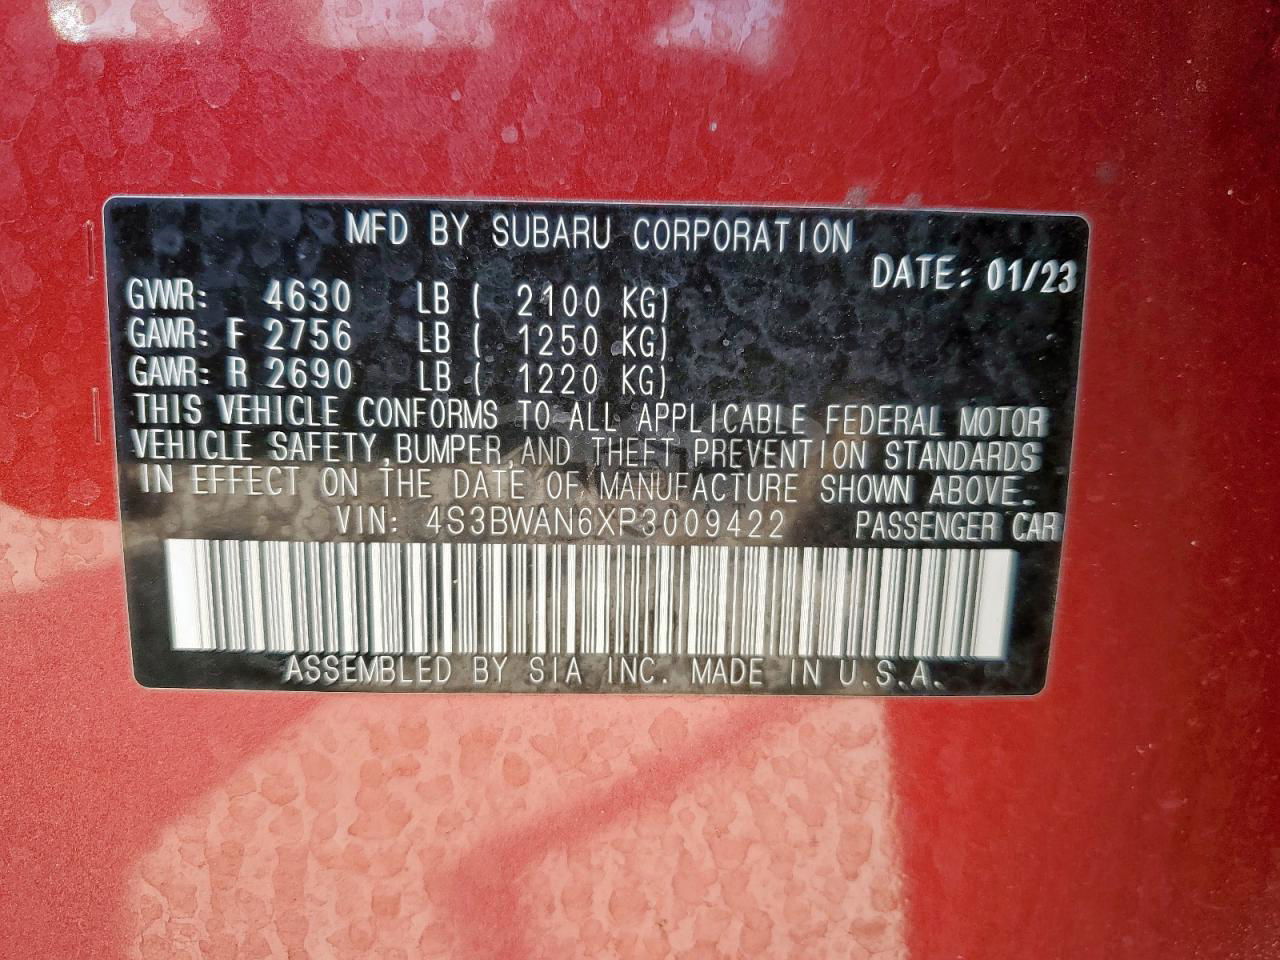 MFD BY SUBARU CORPORATION
DATE: 01/23
GVWR: 4630 LB ( 2100 KG)
GAWR: F 2756 LB ( 1250 KG)
GAWR: R 2690 LB ( 1220 KG)
THIS VEHICLE CONFORMS TO ALL APPLICABLE FEDERAL MOTOR
VEHICLE SAFETY, BUMPER, AND THEFT PREVENTION STANDARDS
IN EFFECT ON THE DATE OF MANUFACTURE SHOWN ABOVE.
VIN: 4S3BWAN6XP3009422 PASSENGER CAR
ASSEMBLED BY SIA INC. MADE IN U.S.A.